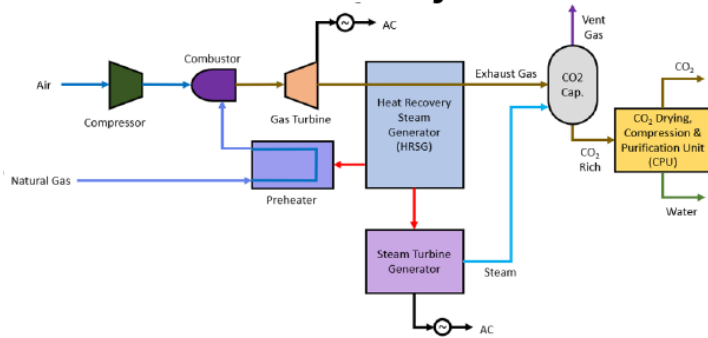 AC
Vent
Gas
Combustor
CO2
Air
Exhaust Gas
CO2
Cap.
Compressor
Gas Turbine
Heat Recovery
Steam
Generator
(HRSG)
CO2 Drying,
Compression &
Purification Unit
(CPU)
CO2
Rich
Natural Gas
Preheater
Water
Steam Turbine
Generator
Steam
AC